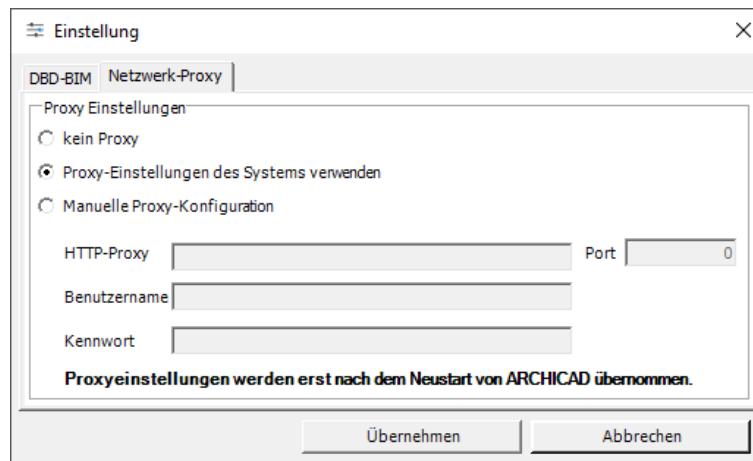 Einstellung
DBD-BIM Netzwerk-Proxy
Proxy Einstellungen
kein Proxy
Proxy-Einstellungen des Systems verwenden
Manuelle Proxy-Konfiguration
HTTP-Proxy Port 0
Benutzername
Kennwort
Proxyeinstellungen werden erst nach dem Neustart von ARCHICAD übernommen.
Übernehmen Abbrechen